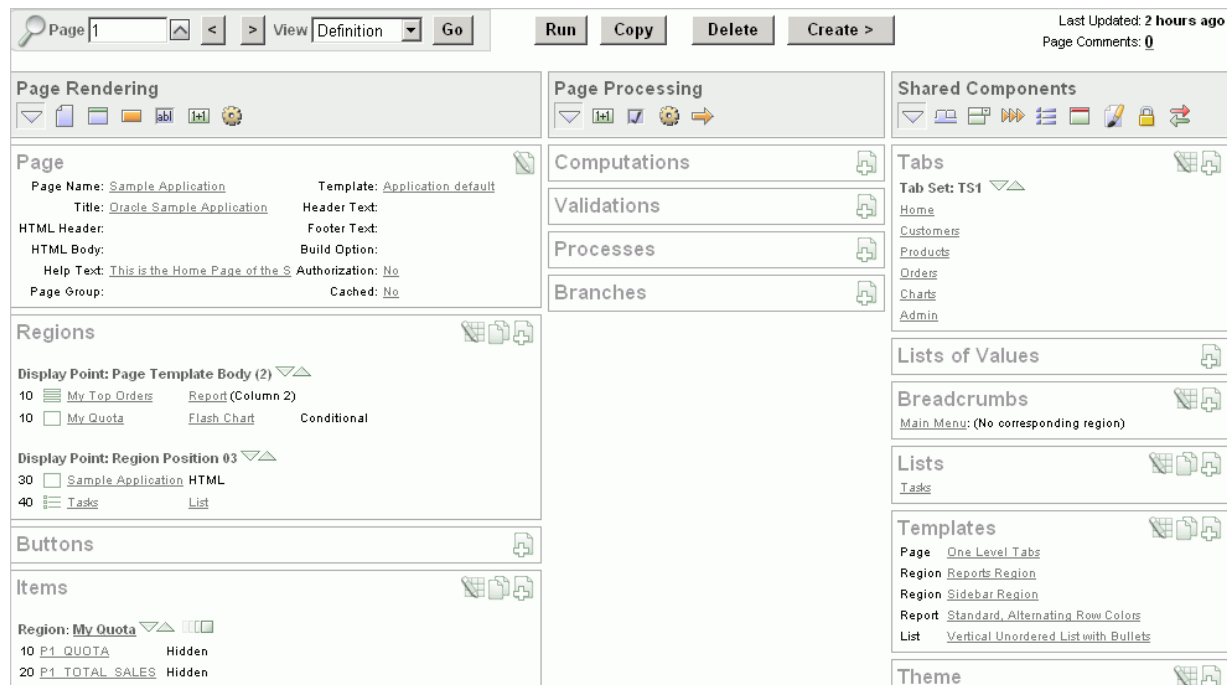 Page 1 < > View Definition Go Run Copy Delete Create >
Last Updated: 2 hours ago
Page Comments: 0
Page Rendering
abl 1+1
Page
Page Name: Sample Application Template: Application default
Title: Oracle Sample Application Header Text:
HTML Header: Footer Text:
HTML Body: Build Option:
Help Text: This is the Home Page of the S Authorization: No
Page Group: Cached: No
Regions
Display Point: Page Template Body (2)
10 My Top Orders Report (Column 2)
10 My Quota Flash Chart Conditional
Display Point: Region Position 03
30 Sample Application HTML
40 Tasks List
Buttons
Items
Region: My Quota
10 P1_QUOTA Hidden
20 P1_TOTAL_SALES Hidden
Page Processing
1+1
Computations
Validations
Processes
Branches
Shared Components
Tabs
Tab Set: TS1
Home
Customers
Products
Orders
Charts
Admin
Lists of Values
Breadcrumbs
Main Menu: (No corresponding region)
Lists
Tasks
Templates
Page One Level Tabs
Region Reports Region
Region Sidebar Region
Report Standard, Alternating Row Colors
List Vertical Unordered List with Bullets
Theme